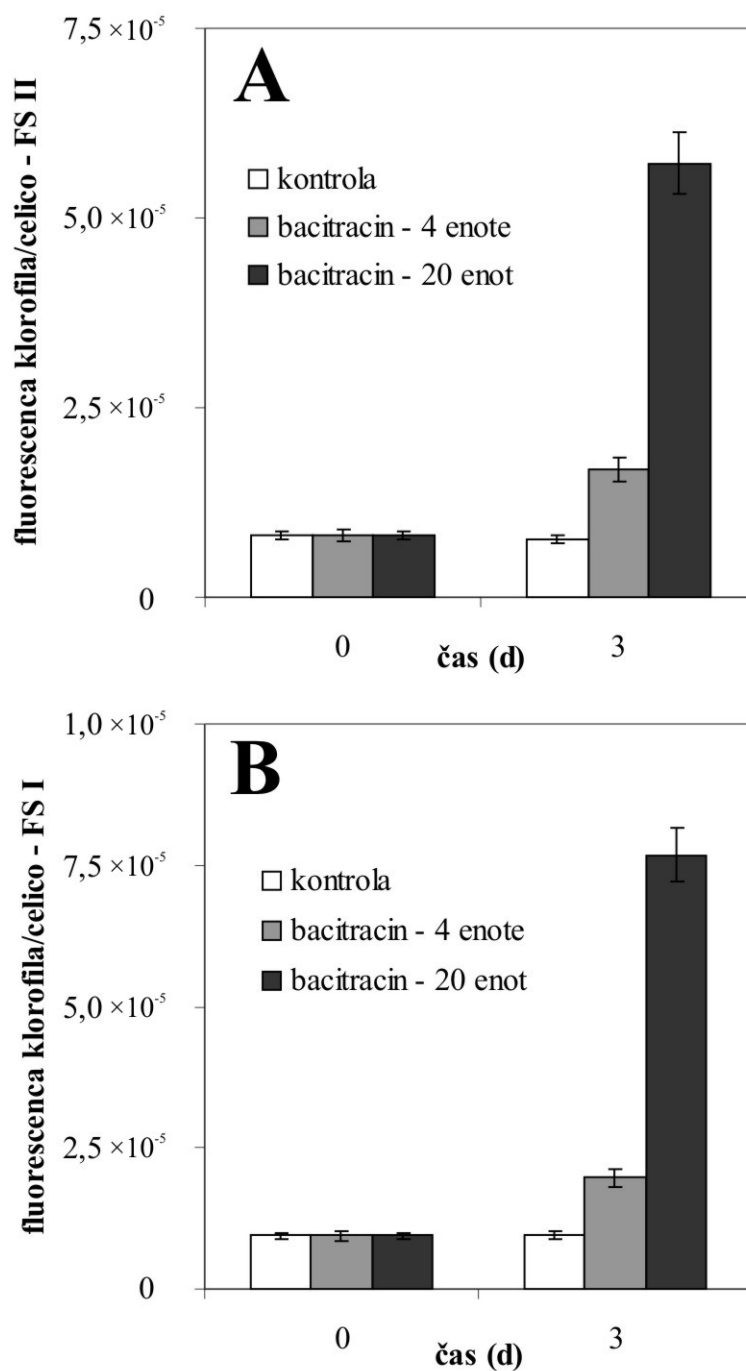 7,5 ×10⁻⁵
A
fluorescenca klorofila/celico - FS II
kontrola
5,0 ×10⁻⁵
bacitracin - 4 enote
bacitracin - 20 enot
2,5 ×10⁻⁵
0
0
3
čas (d)
1,0 ×10⁻⁵
B
fluorescenca klorofila/celico - FS I
7,5 ×10⁻⁵
kontrola
bacitracin - 4 enote
bacitracin - 20 enot
5,0 ×10⁻⁵
2,5 ×10⁻⁵
0
0
3
čas (d)